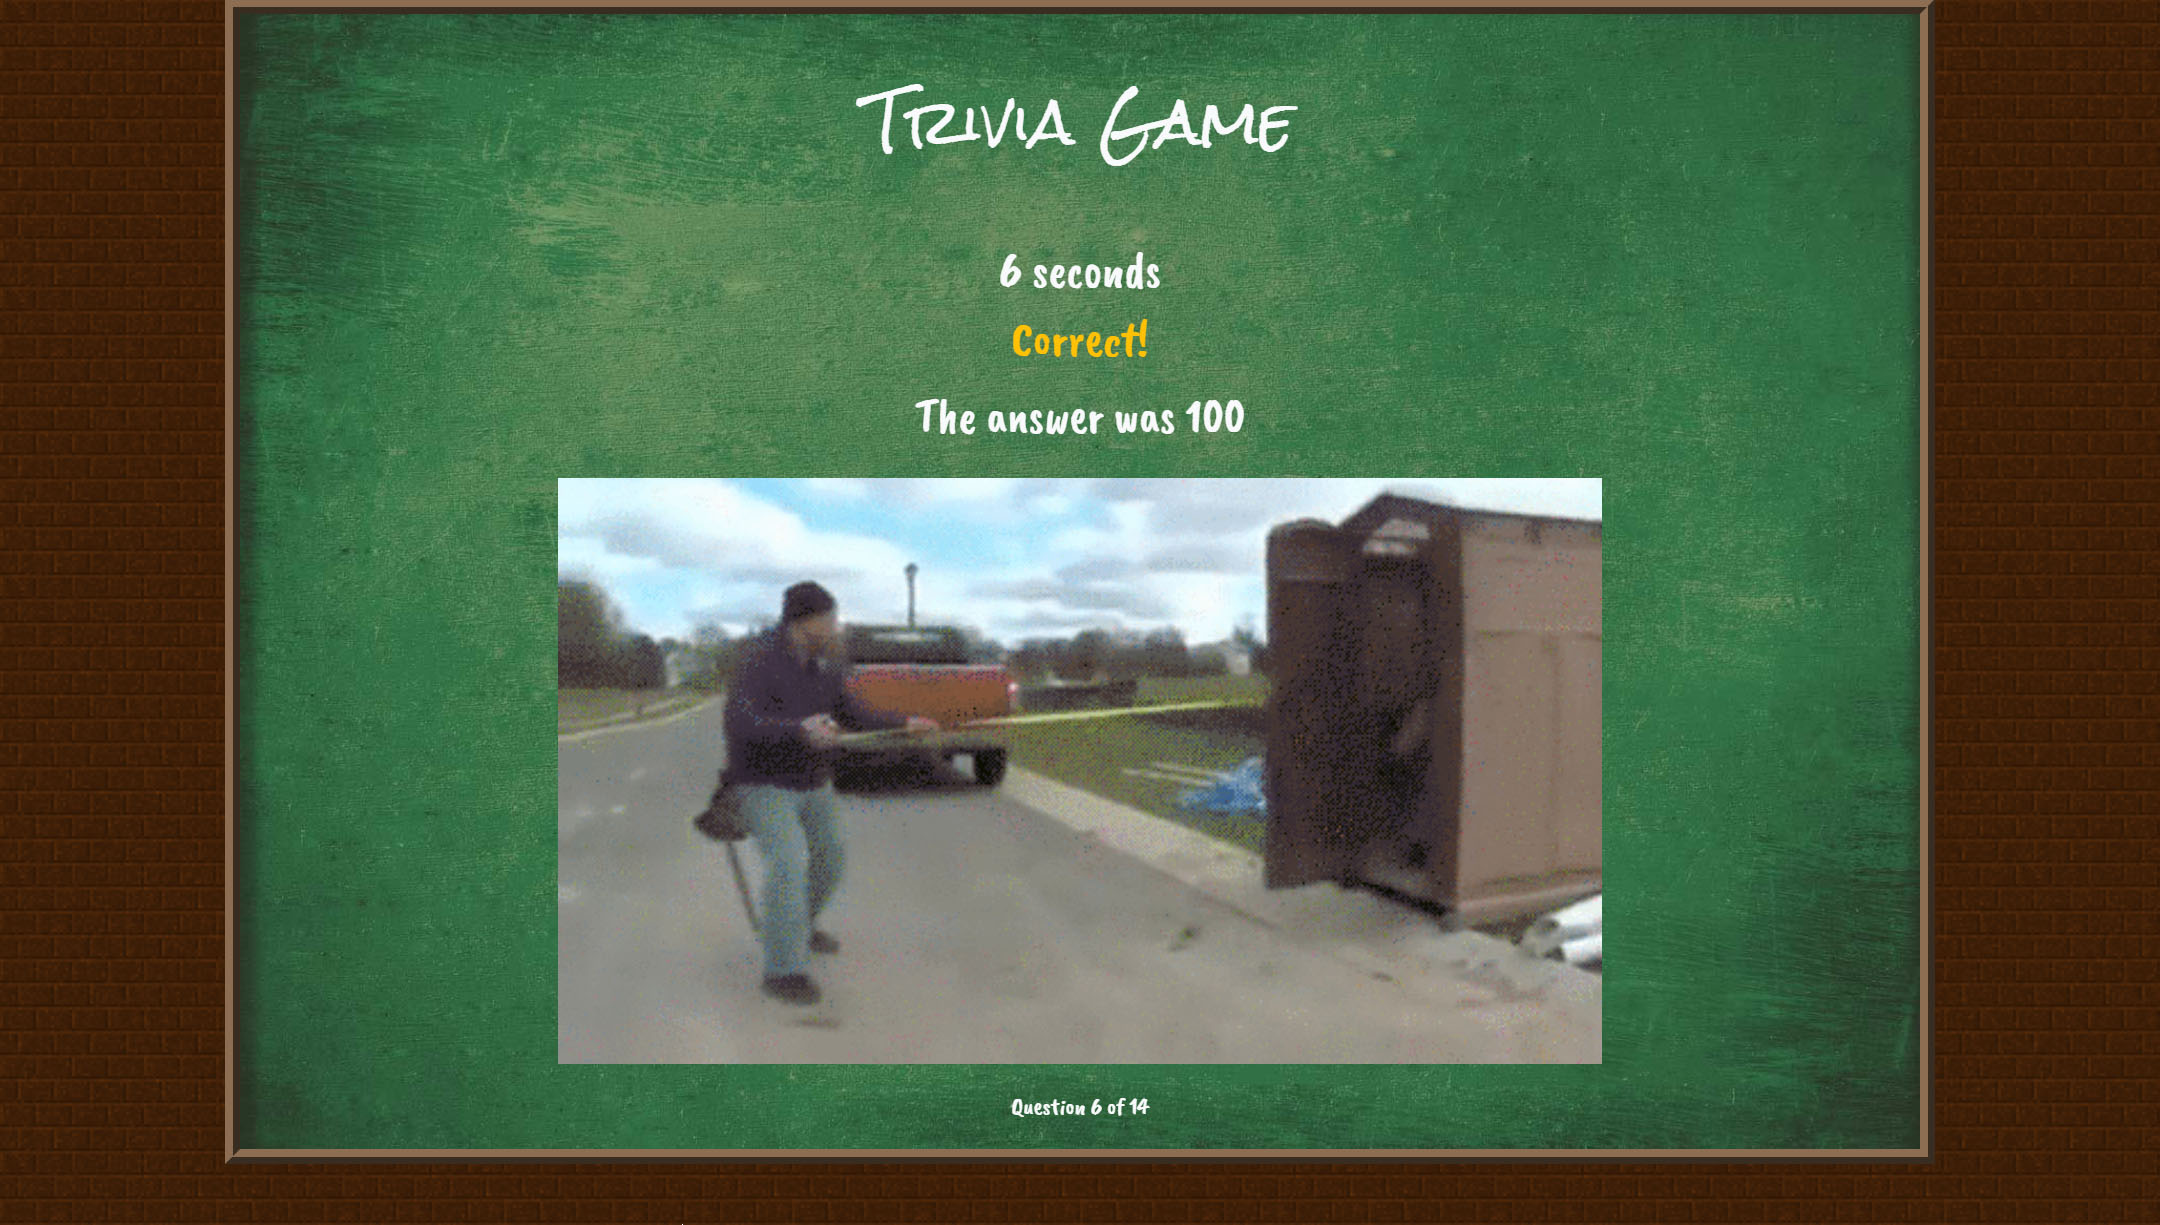 Trivia Game
6 seconds
Correct!
The answer was 100
Question 6 of 14